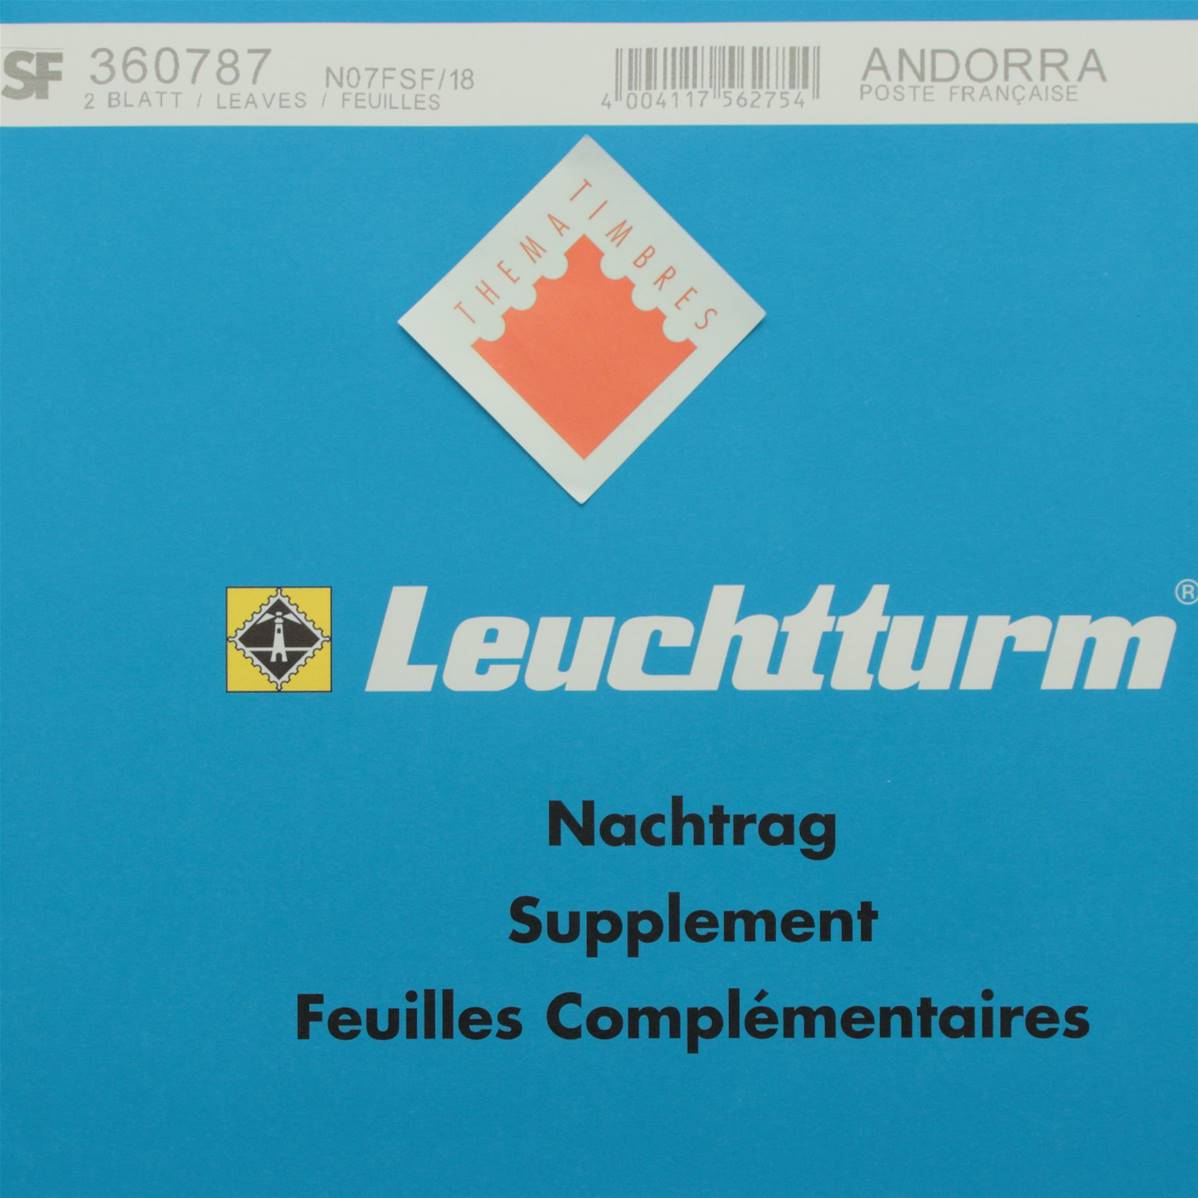 SF 360787 N07FSF/18
2 BLATT / LEAVES / FEUILLES
4 004117 562754
ANDORRA
POSTE FRANÇAISE
THEMATIMBRES
Leuchtturm®
Nachtrag
Supplement
Feuilles Complémentaires